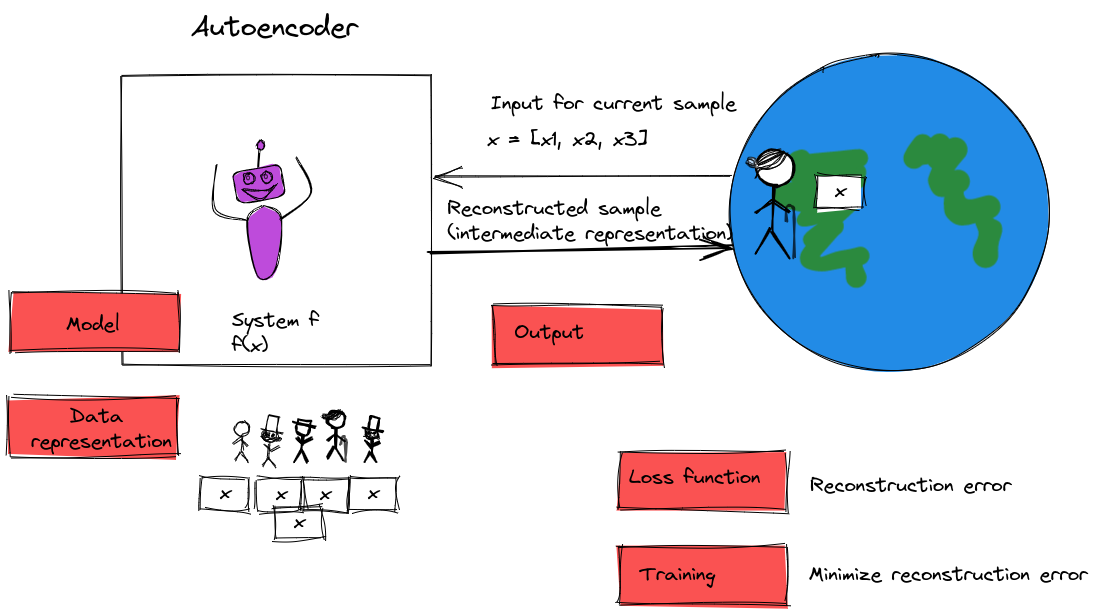 Autoencoder
Input for current sample
x = [x1, x2, x3]
x
Reconstructed sample
(intermediate representation)
Model
System f
f(x)
Output
Data
representation
x
x
x
x
x
Loss function
Reconstruction error
Training
Minimize reconstruction error